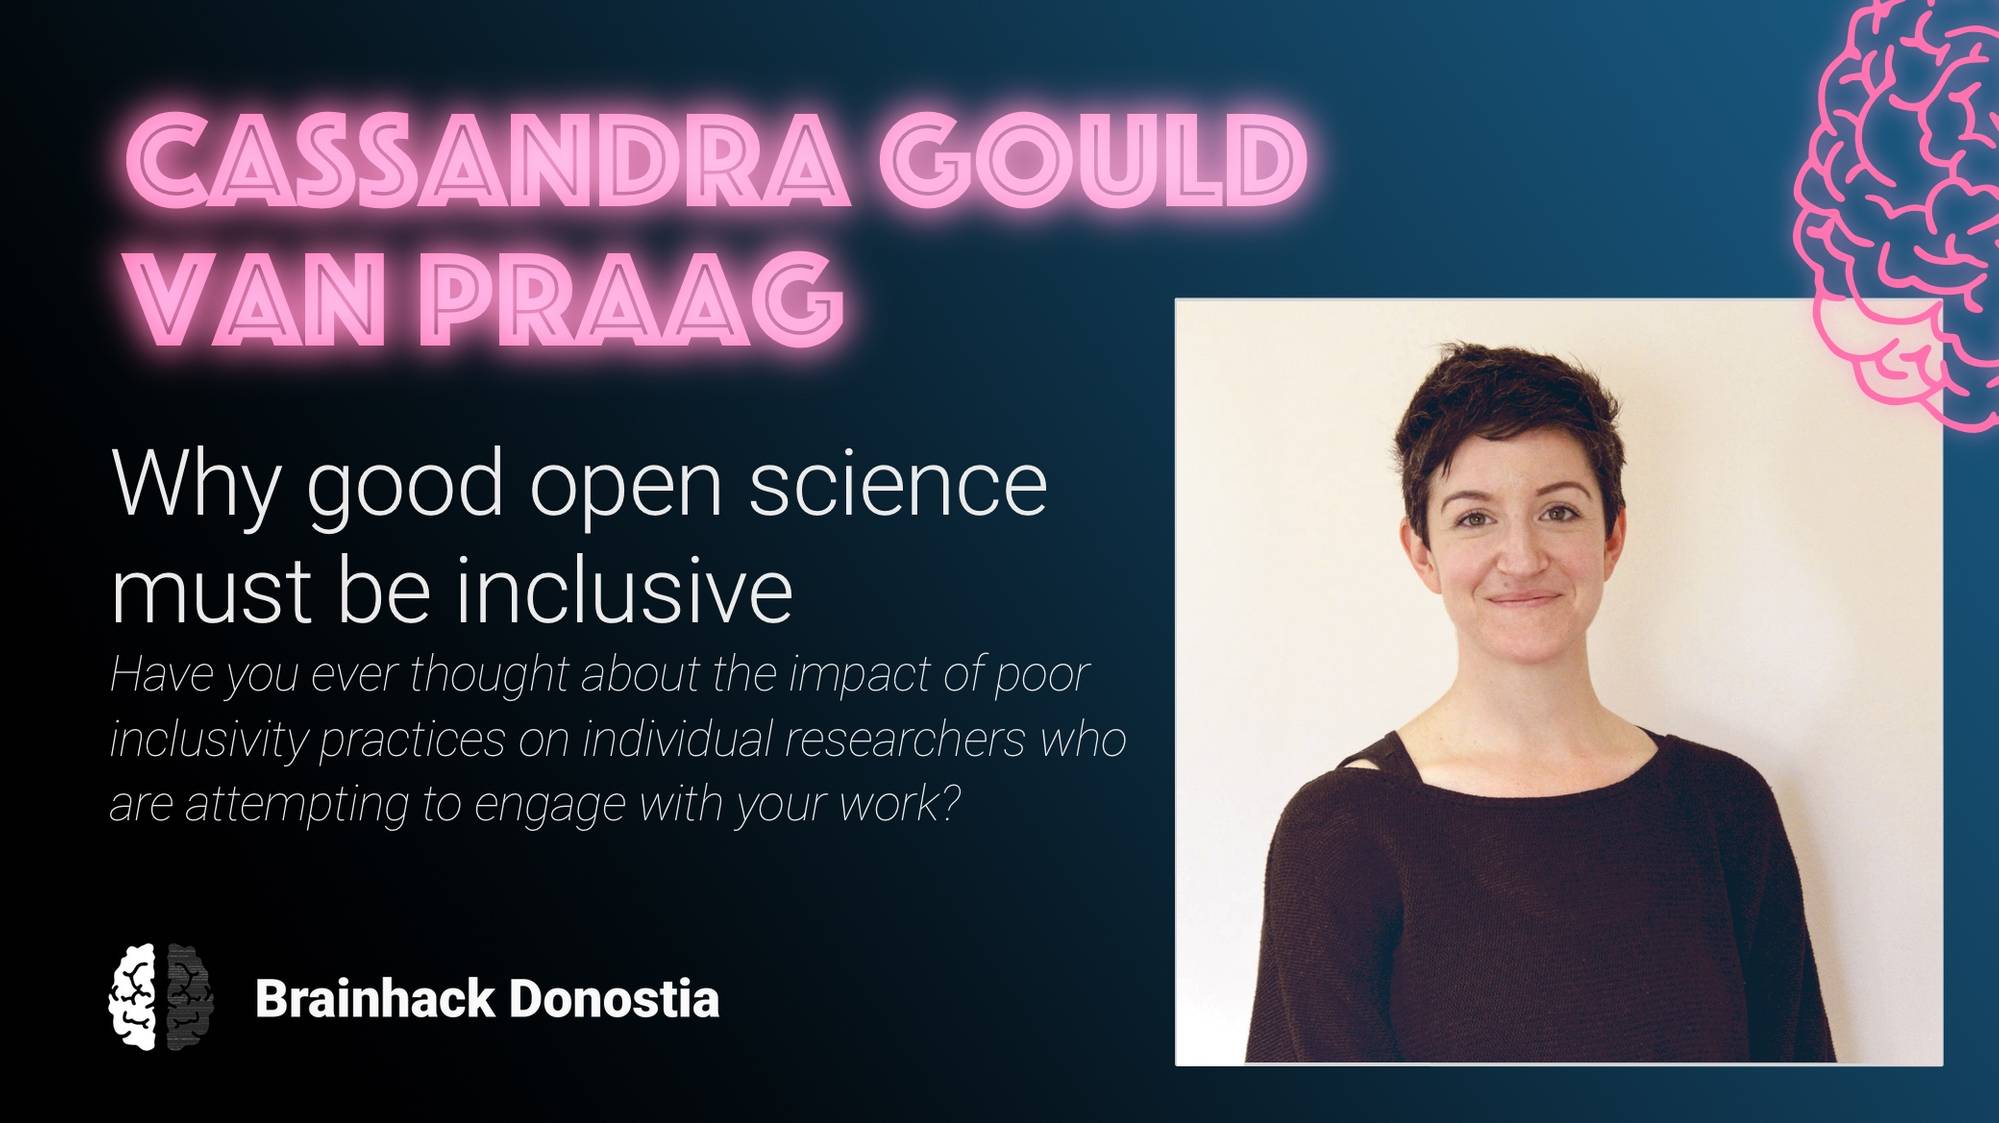 CASSANDRA GOULD
VAN PRAAG
Why good open science
must be inclusive
Have you ever thought about the impact of poor
inclusivity practices on individual researchers who
are attempting to engage with your work?
Brainhack Donostia